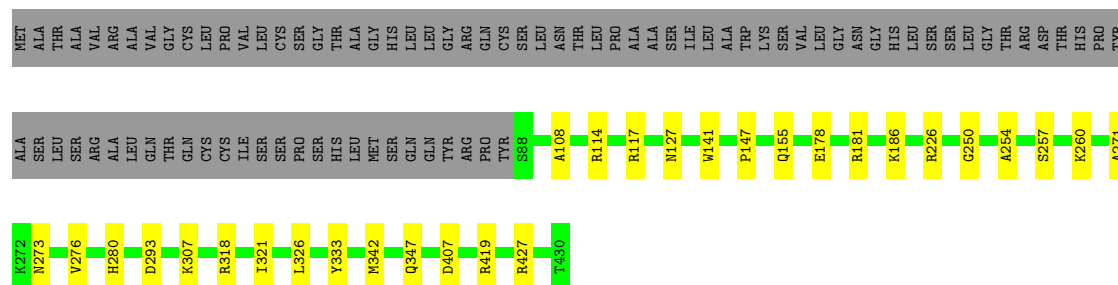 MET ALA THR ALA VAL ARG ALA VAL GLY CYS LEU PRO VAL LEU CYS SER GLY THR ALA GLY HIS LEU LEU GLY ARG GLN CYS SER LEU ASN THR LEU PRO ALA ALA SER ILE LEU ALA TRP LYS SER VAL LEU GLY ASN GLY HIS LEU SER SER LEU GLY THR ARG ASP THR HIS PRO TYR
ALA SER LEU SER ARG ALA LEU GLN THR GLN CYS CYS ILE SER SER PRO SER HIS LEU MET SER GLN GLN TYR ARG PRO TYR S88 A108 R114 R117 N127 W141 P147 Q155 E178 R181 K186 R226 G250 A254 S257 K260 A271
K272 N273 V276 H280 D293 K307 R318 I321 L326 Y333 M342 Q347 D407 R419 R427 T430